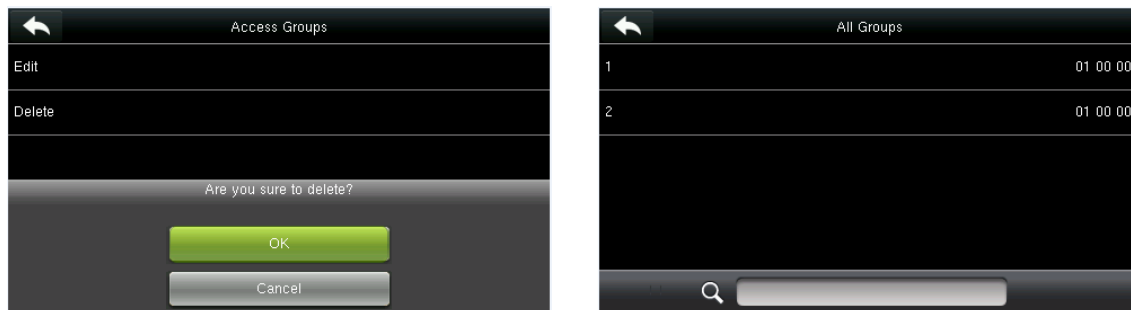 Access Groups
Edit
Delete
Are you sure to delete?
OK
Cancel
All Groups
1 01 00 00
2 01 00 00